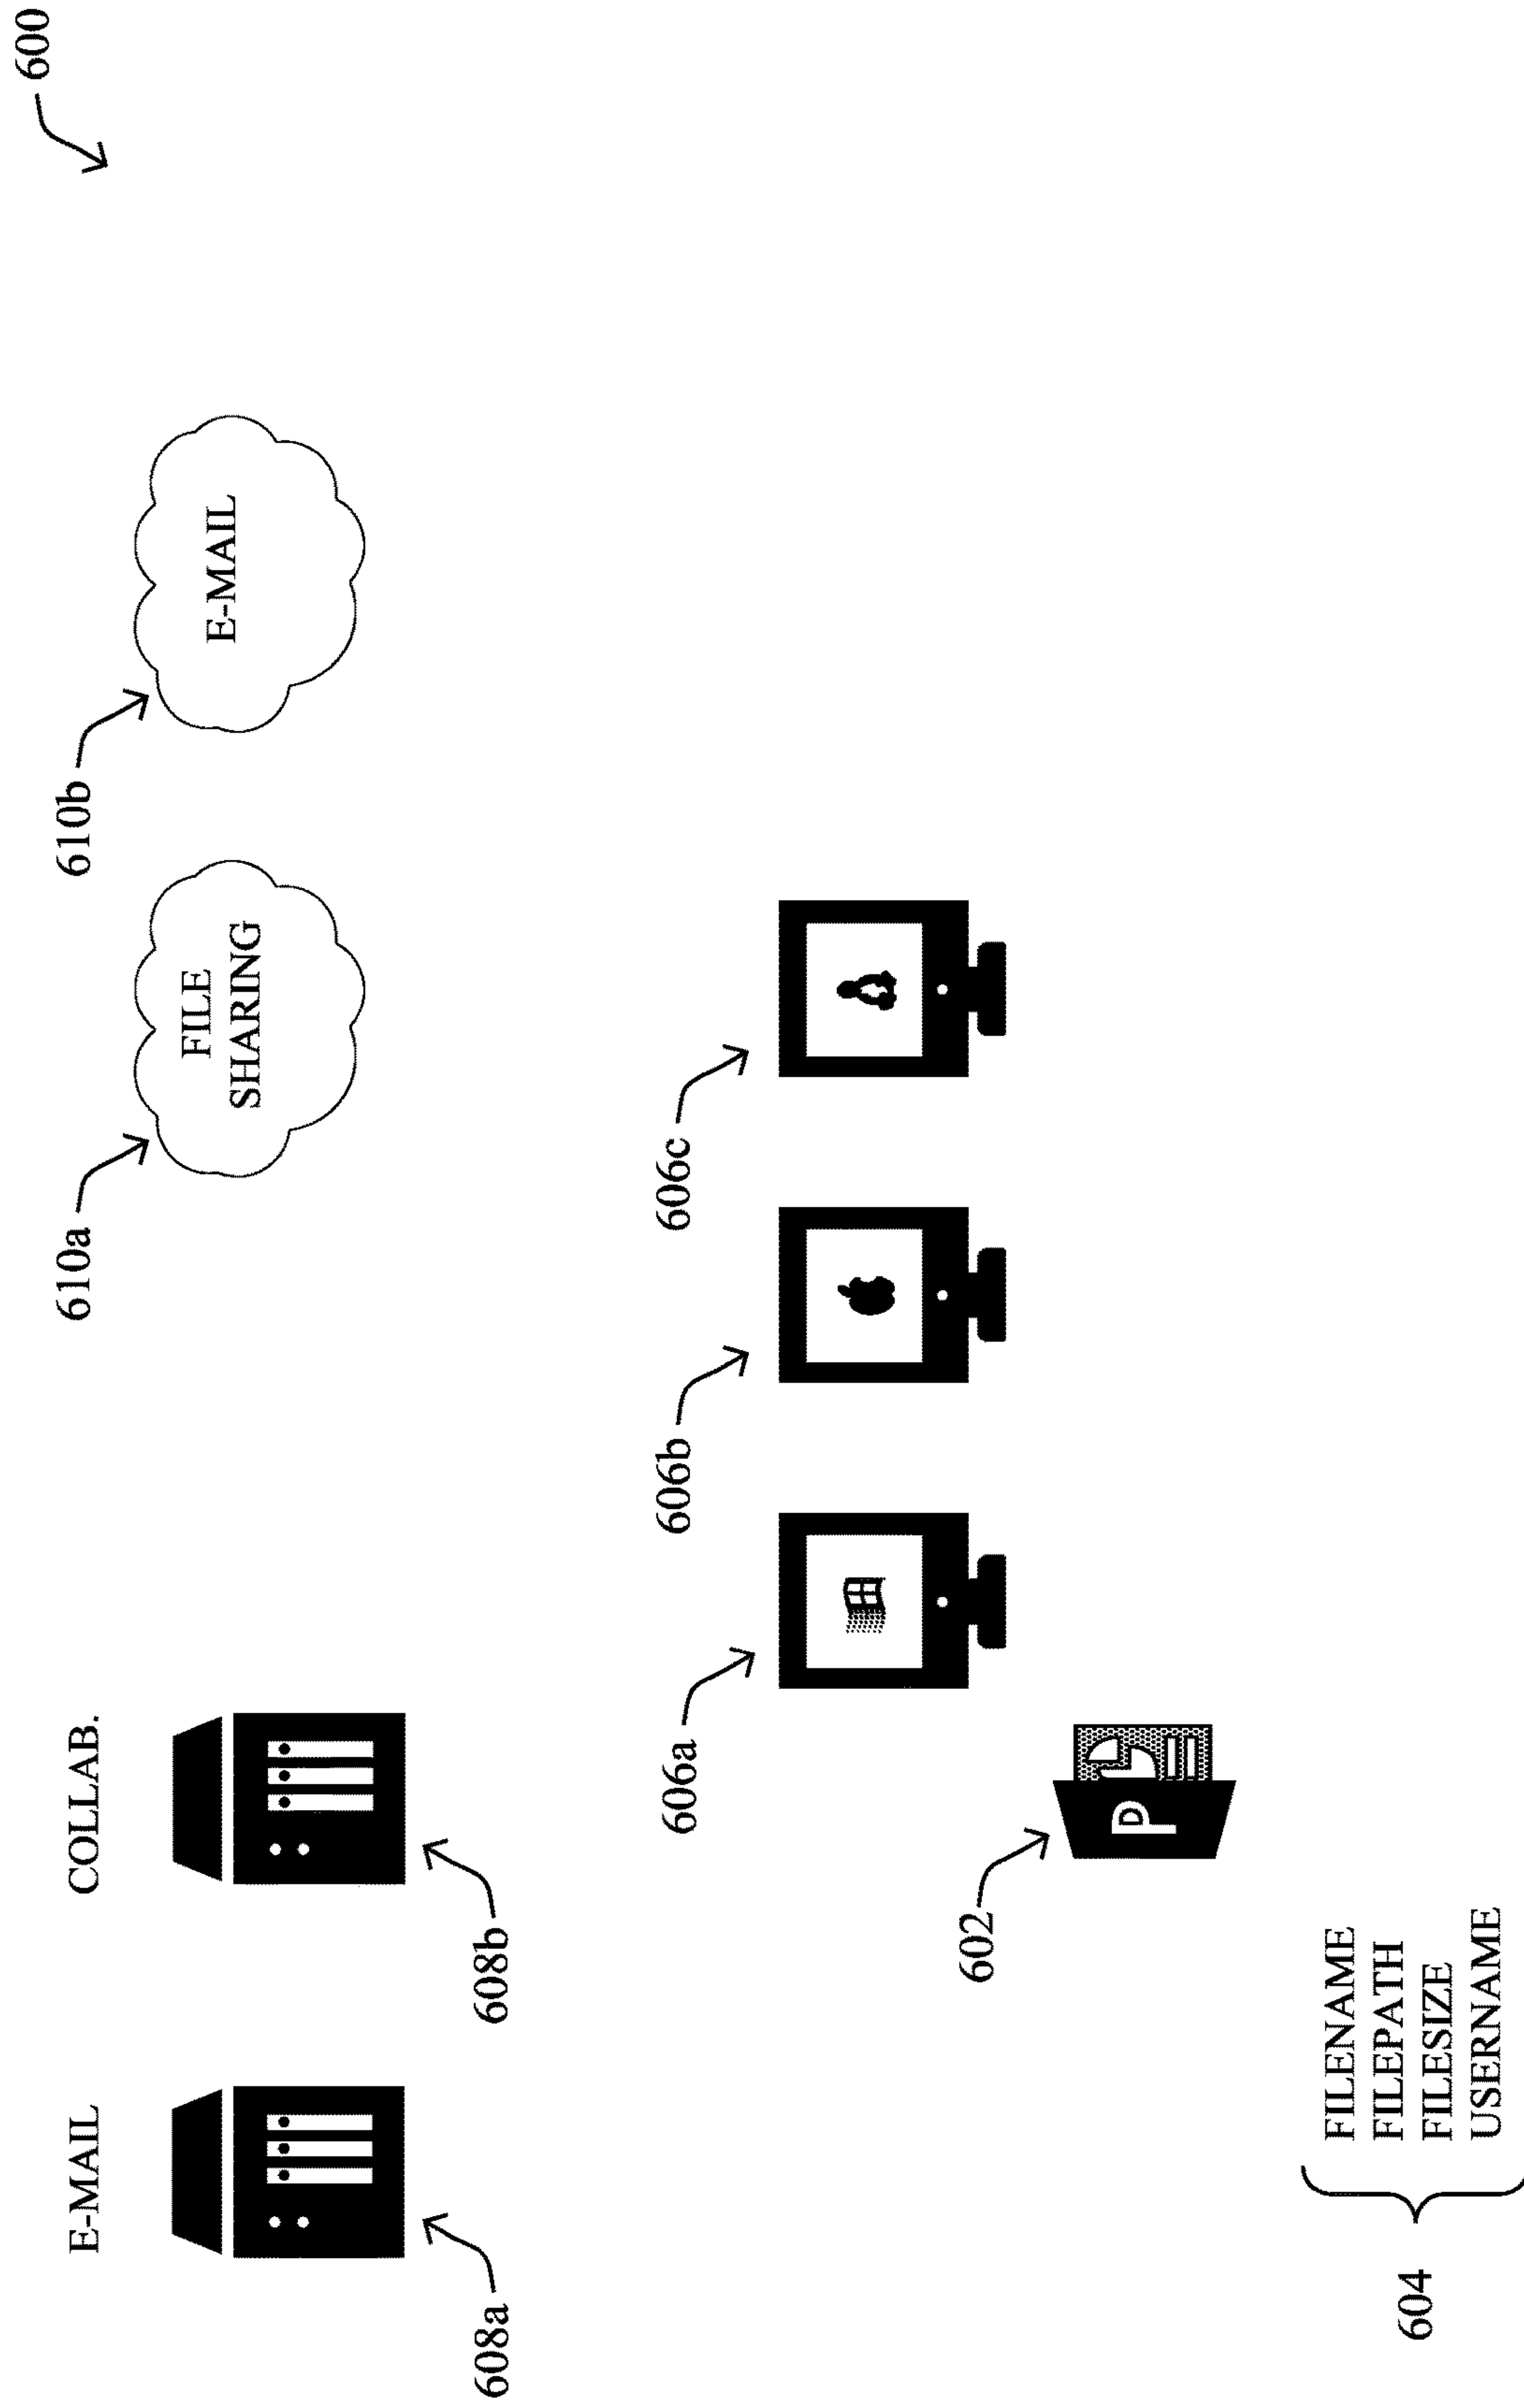 600
E-MAIL
COLLAB.
608a
608b
610a
FILE
SHARING
610b
E-MAIL
606a
606b
606c
602
P
604
FILENAME
FILEPATH
FILESIZE
USERNAME